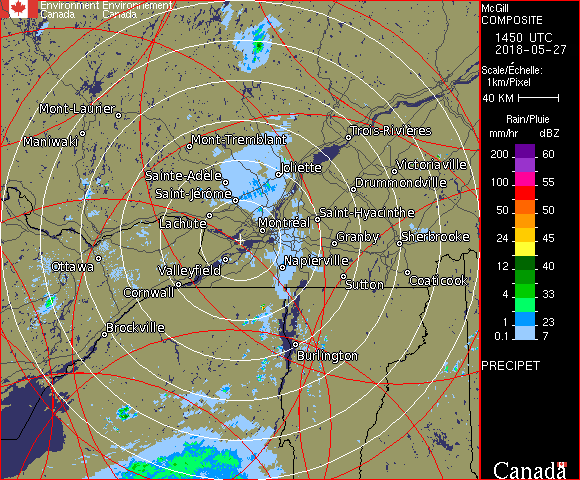 Environment Environnement
Canada Canada
McGill
COMPOSITE
1450 UTC
2018-05-27
Scale/Échelle:
1km/Pixel
40 KM
Rain/Pluie
mm/hr dBZ
200 60
100 55
50 50
24 45
12 40
4 33
1 23
0.1 7
PRECIPET
Canada
Mont-Laurier
Maniwaki
Mont-Tremblant
Trois-Rivières
Sainte-Adèle
Joliette
Victoriaville
Saint-Jérôme
Drummondville
Lachute
Montréal
Saint-Hyacinthe
Granby
Sherbrooke
Ottawa
Valleyfield
Napierville
Cornwall
Sutton
Coaticook
Brockville
Burlington